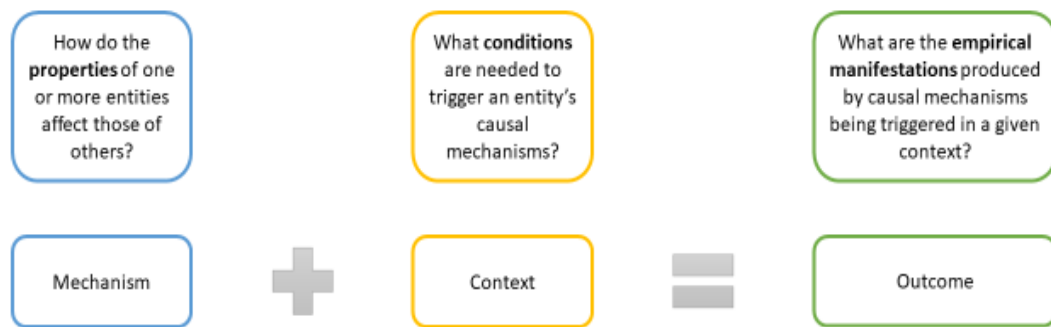 How do the
properties of one
or more entities
affect those of
others?
What conditions
are needed to
trigger an entity's
causal
mechanisms?
What are the empirical
manifestations produced
by causal mechanisms
being triggered in a given
context?
Mechanism
Context
Outcome